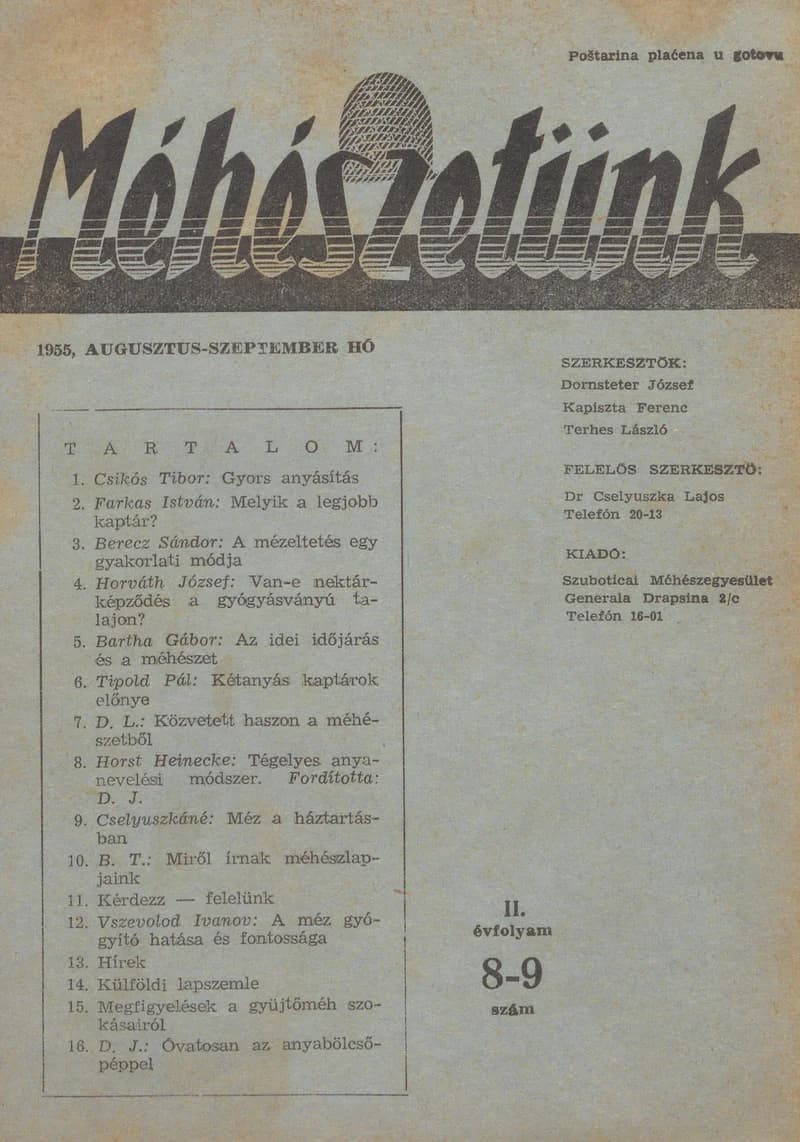 Poštarina plaćena u gotovu
Méhészetünk
1955, AUGUSZTUS-SZEPTEMBER HÓ
TARTALOM:
1. Csikós Tibor: Gyors anyásítás
2. Farkas István: Melyik a legjobb
kaptár?
3. Berecz Sándor: A mézeltetés egy
gyakorlati módja
4. Horváth József: Van-e nektár-
képződés a gyógyásványú ta-
lajon?
5. Bartha Gábor: Az idei időjárás
és a méhészet
6. Tipold Pál: Kétanyás kaptárok
előnye
7. D. L.: Közvetett haszon a méhé-
szetből
8. Horst Heinecke: Tégelyes anya-
nevelési módszer. Fordította:
D. J.
9. Cselyuszkáné: Méz a háztartás-
ban
10. B. T.: Miről írnak méhészlap-
jaink
11. Kérdezz — felelünk
12. Vszevolod Ivanov: A méz gyó-
gyító hatása és fontossága
13. Hírek
14. Külföldi lapszemle
15. Megfigyelések a gyüjtőméh szo-
kásairól
16. D. J.: Óvatosan az anyabölcső-
péppel
SZERKESZTŐK:
Dornsteter József
Kapiszta Ferenc
Terhes László
FELELŐS SZERKESZTŐ:
Dr Cselyuszka Lajos
Telefón 20-13
KIADÓ:
Szuboticai Méhészegyesület
Generala Drapsina 2/c
Telefón 16-01
II.
évfolyam
8-9
szám